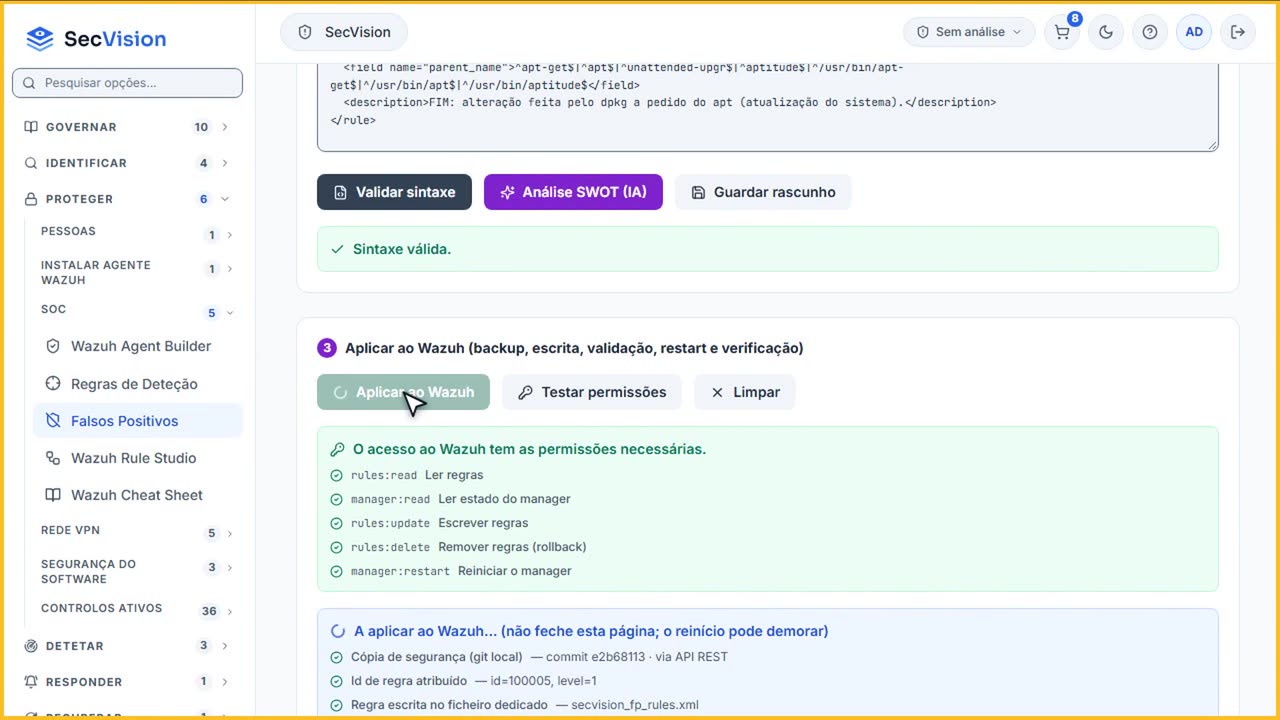 SecVision
SecVision
Sem análise
8
AD
Pesquisar opções...
GOVERNAR 10
IDENTIFICAR 4
PROTEGER 6
PESSOAS 1
INSTALAR AGENTE WAZUH 1
SOC 5
Wazuh Agent Builder
Regras de Deteção
Falsos Positivos
Wazuh Rule Studio
Wazuh Cheat Sheet
REDE VPN 5
SEGURANÇA DO SOFTWARE 3
CONTROLOS ATIVOS 36
DETETAR 3
RESPONDER 1
RECUPERAR 1
<field name="parent_name">^apt-get$|^apt$|^unattended-upgr$|^aptitude$|^/usr/bin/apt-
get$|^/usr/bin/apt$|^/usr/bin/aptitude$</field>
<description>FIM: alteração feita pelo dpkg a pedido do apt (atualização do sistema).</description>
</rule>
Validar sintaxe
Análise SWOT (IA)
Guardar rascunho
Sintaxe válida.
3 Aplicar ao Wazuh (backup, escrita, validação, restart e verificação)
Aplicar ao Wazuh
Testar permissões
Limpar
O acesso ao Wazuh tem as permissões necessárias.
rules:read Ler regras
manager:read Ler estado do manager
rules:update Escrever regras
rules:delete Remover regras (rollback)
manager:restart Reiniciar o manager
A aplicar ao Wazuh... (não feche esta página; o reinício pode demorar)
Cópia de segurança (git local) — commit e2b68113 · via API REST
Id de regra atribuído — id=100005, level=1
Regra escrita no ficheiro dedicado — secvision_fp_rules.xml